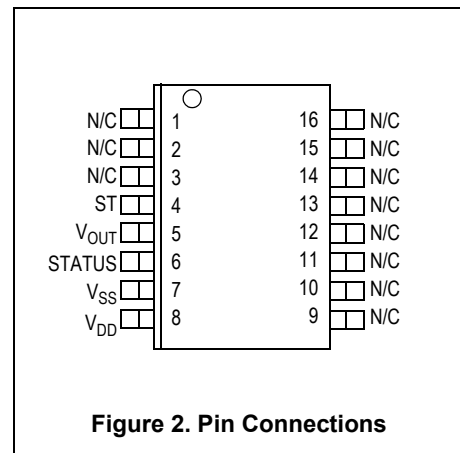 N/C 1 16 N/C
N/C 2 15 N/C
N/C 3 14 N/C
ST 4 13 N/C
VOUT 5 12 N/C
STATUS 6 11 N/C
VSS 7 10 N/C
VDD 8 9 N/C
Figure 2. Pin Connections